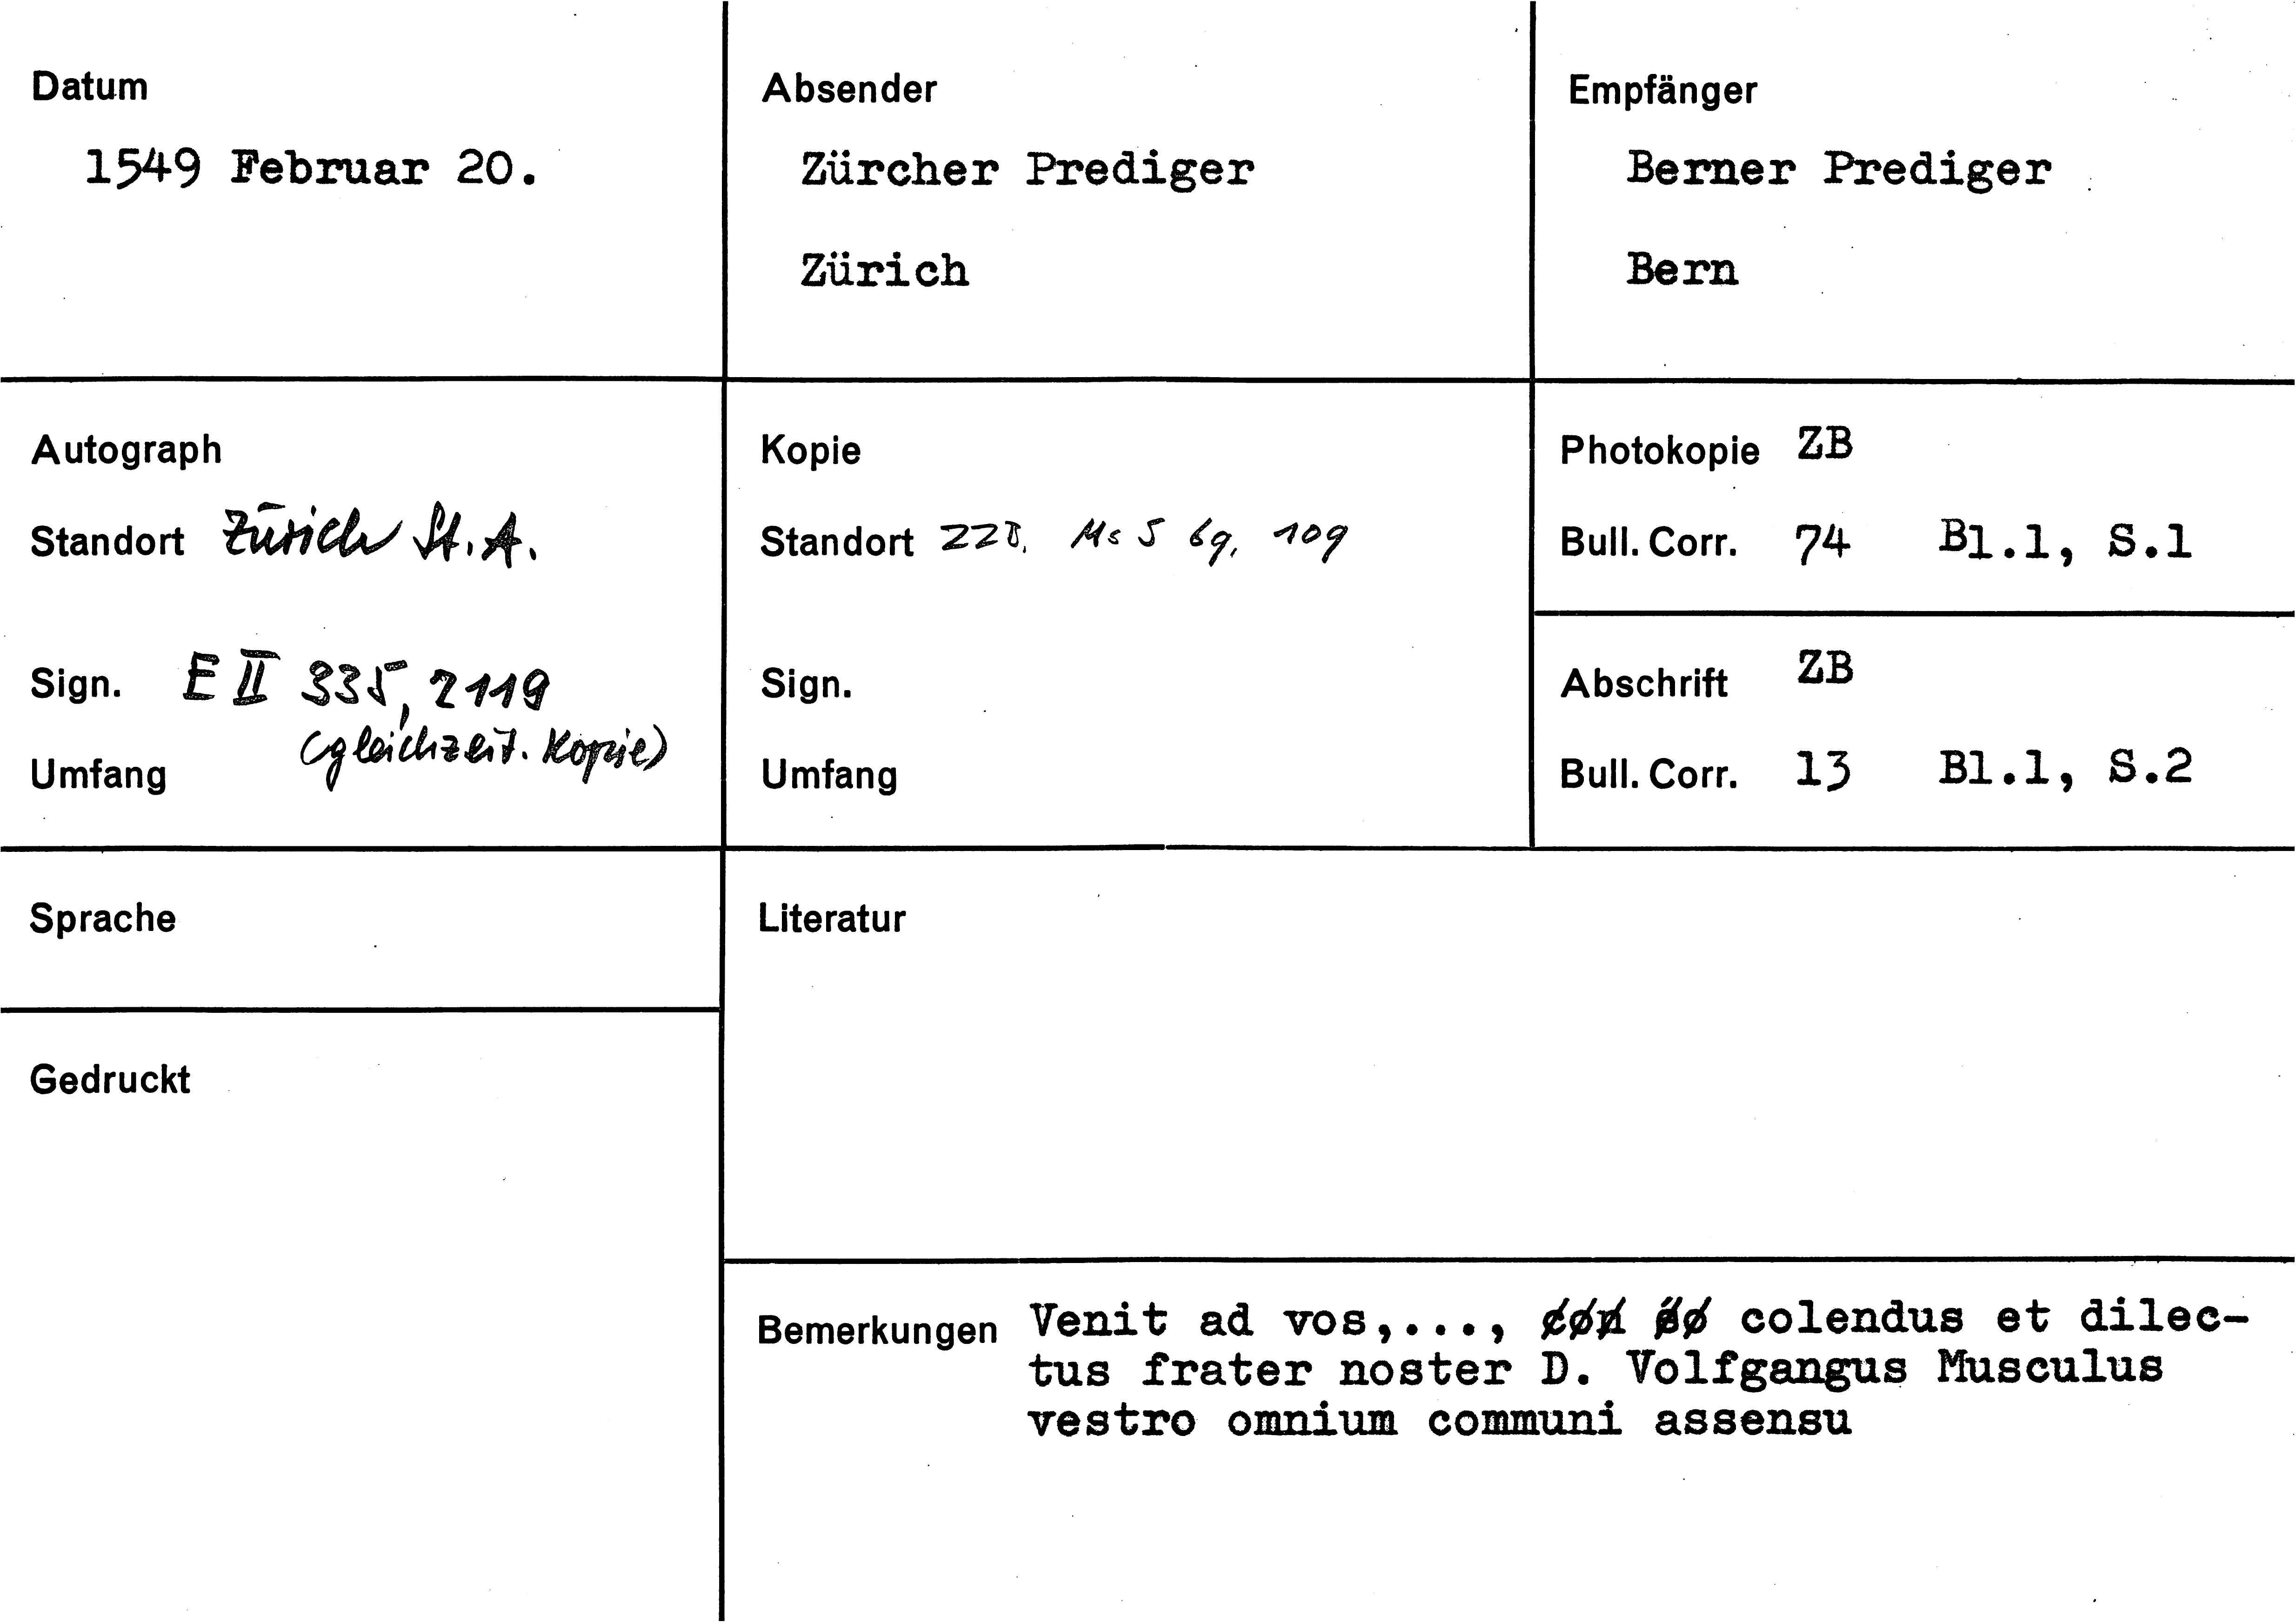 Datum
1549 Februar 20.
Absender
Zürcher Prediger
Zürich
Empfänger
Berner Prediger
Bern
Autograph
Standort Zürich St.A.
Sign. E II 335, 2119
(gleichzeit. Kopie)
Umfang
Kopie
Standort ZZB, Ms S 69, 109
Sign.
Umfang
Photokopie ZB
Bull. Corr. 74 Bl.1, S.1
Abschrift ZB
Bull. Corr. 13 Bl.1, S.2
Sprache
Gedruckt
Literatur
Bemerkungen Venit ad vos,..., colendus et dilec-
tus frater noster D. Volfgangus Musculus
vestro omnium communi assensu